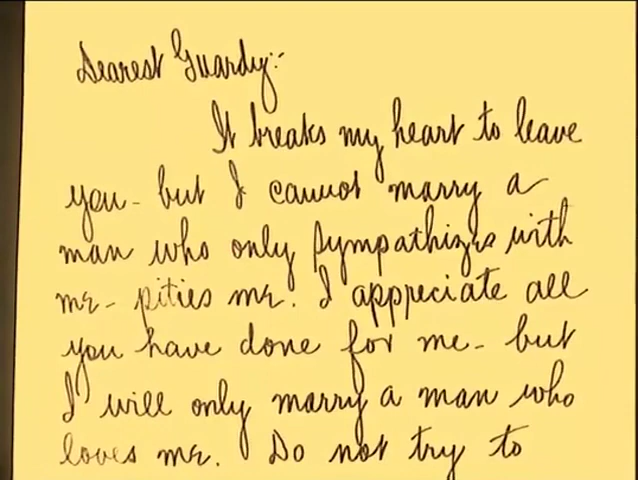 Dearest Guardy:-
It breaks my heart to leave
you - but I cannot marry a
man who only sympathizes with
me - pities me. I appreciate all
you have done for me - but
I will only marry a man who
loves me. Do not try to